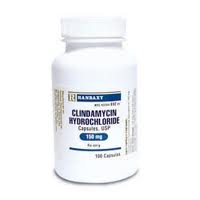 RANBAXY
CLINDAMYCIN
HYDROCHLORIDE
Capsules, USP
150 mg
Rx only
100 Capsules